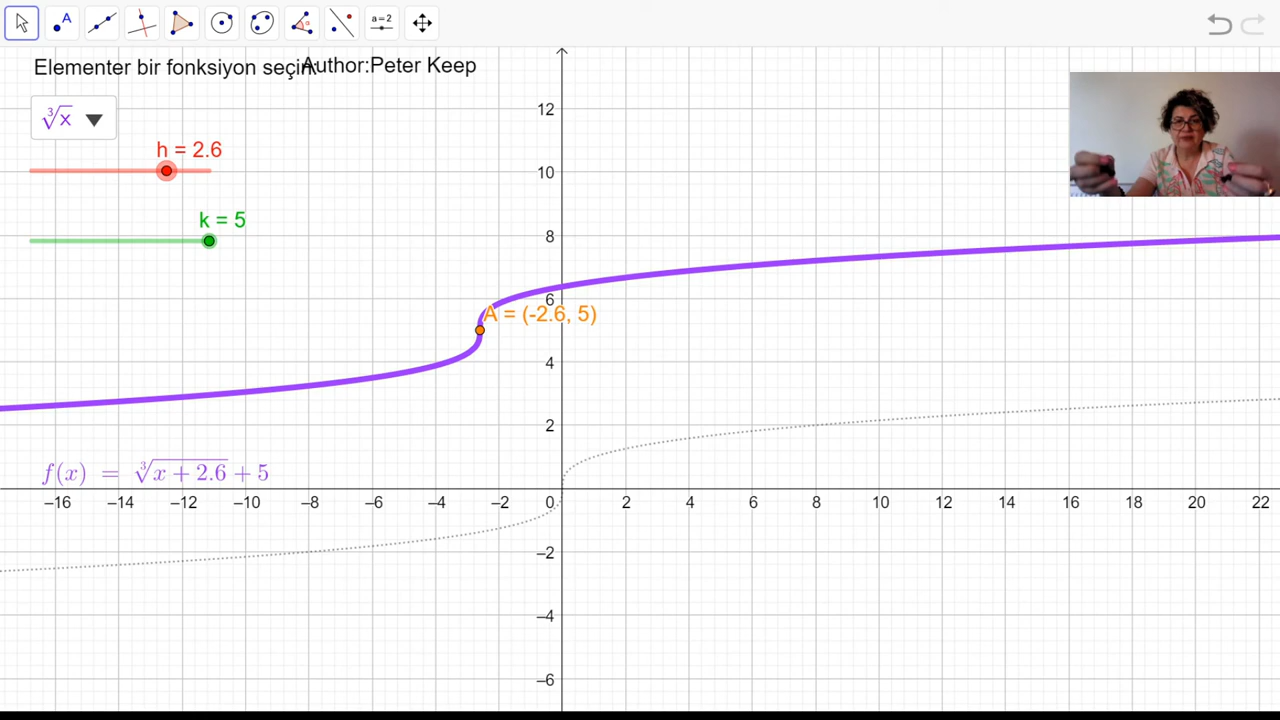 A
a=2
Elementer bir fonksiyon seçin:
Author:Peter Keep
∛x
h = 2.6
k = 5
A = (-2.6, 5)
f(x) = ∛(x + 2.6) + 5
12
10
8
6
4
2
–16 –14 –12 –10 –8 –6 –4 –2 0 2 4 6 8 10 12 14 16 18 20 22
–2
–4
–6